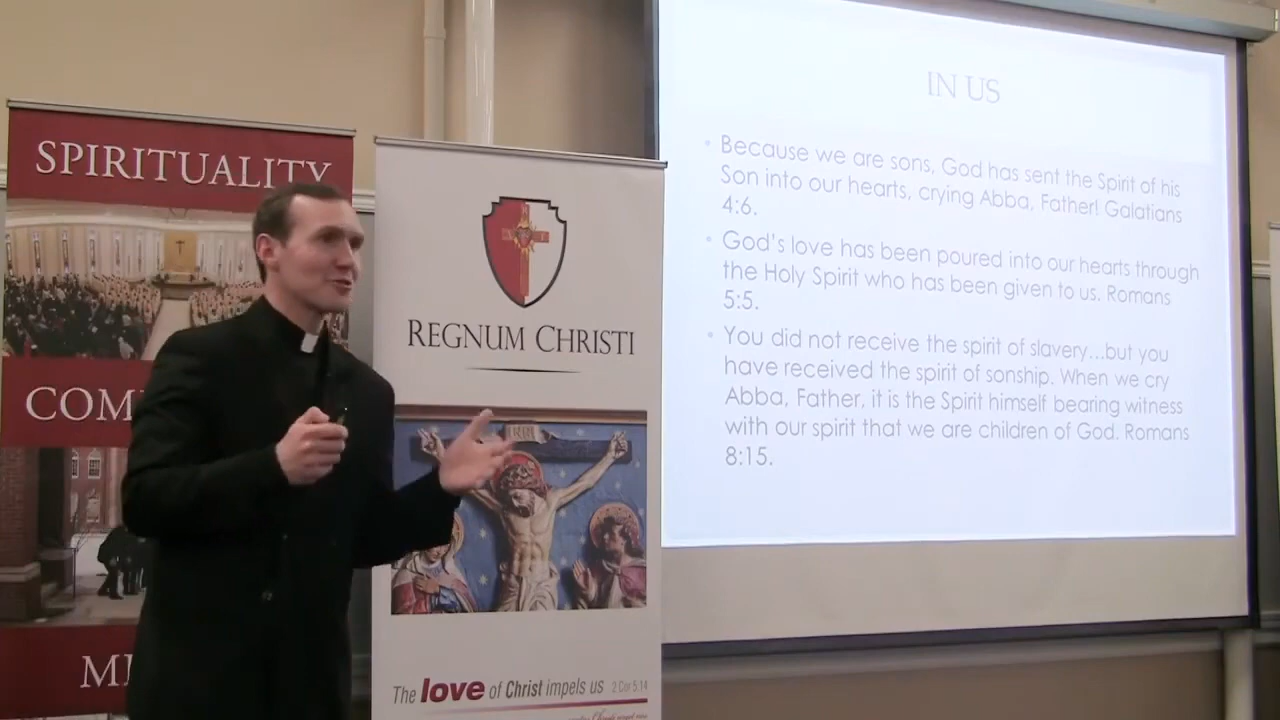 SPIRITUALITY
COM
MI
REGNUM CHRISTI
The love of Christ impels us 2 Cor 5:14
IN US
• Because we are sons, God has sent the Spirit of his
Son into our hearts, crying Abba, Father! Galatians
4:6.
• God's love has been poured into our hearts through
the Holy Spirit who has been given to us. Romans
5:5.
• You did not receive the spirit of slavery...but you
have received the spirit of sonship. When we cry
Abba, Father, it is the Spirit himself bearing witness
with our spirit that we are children of God. Romans
8:15.